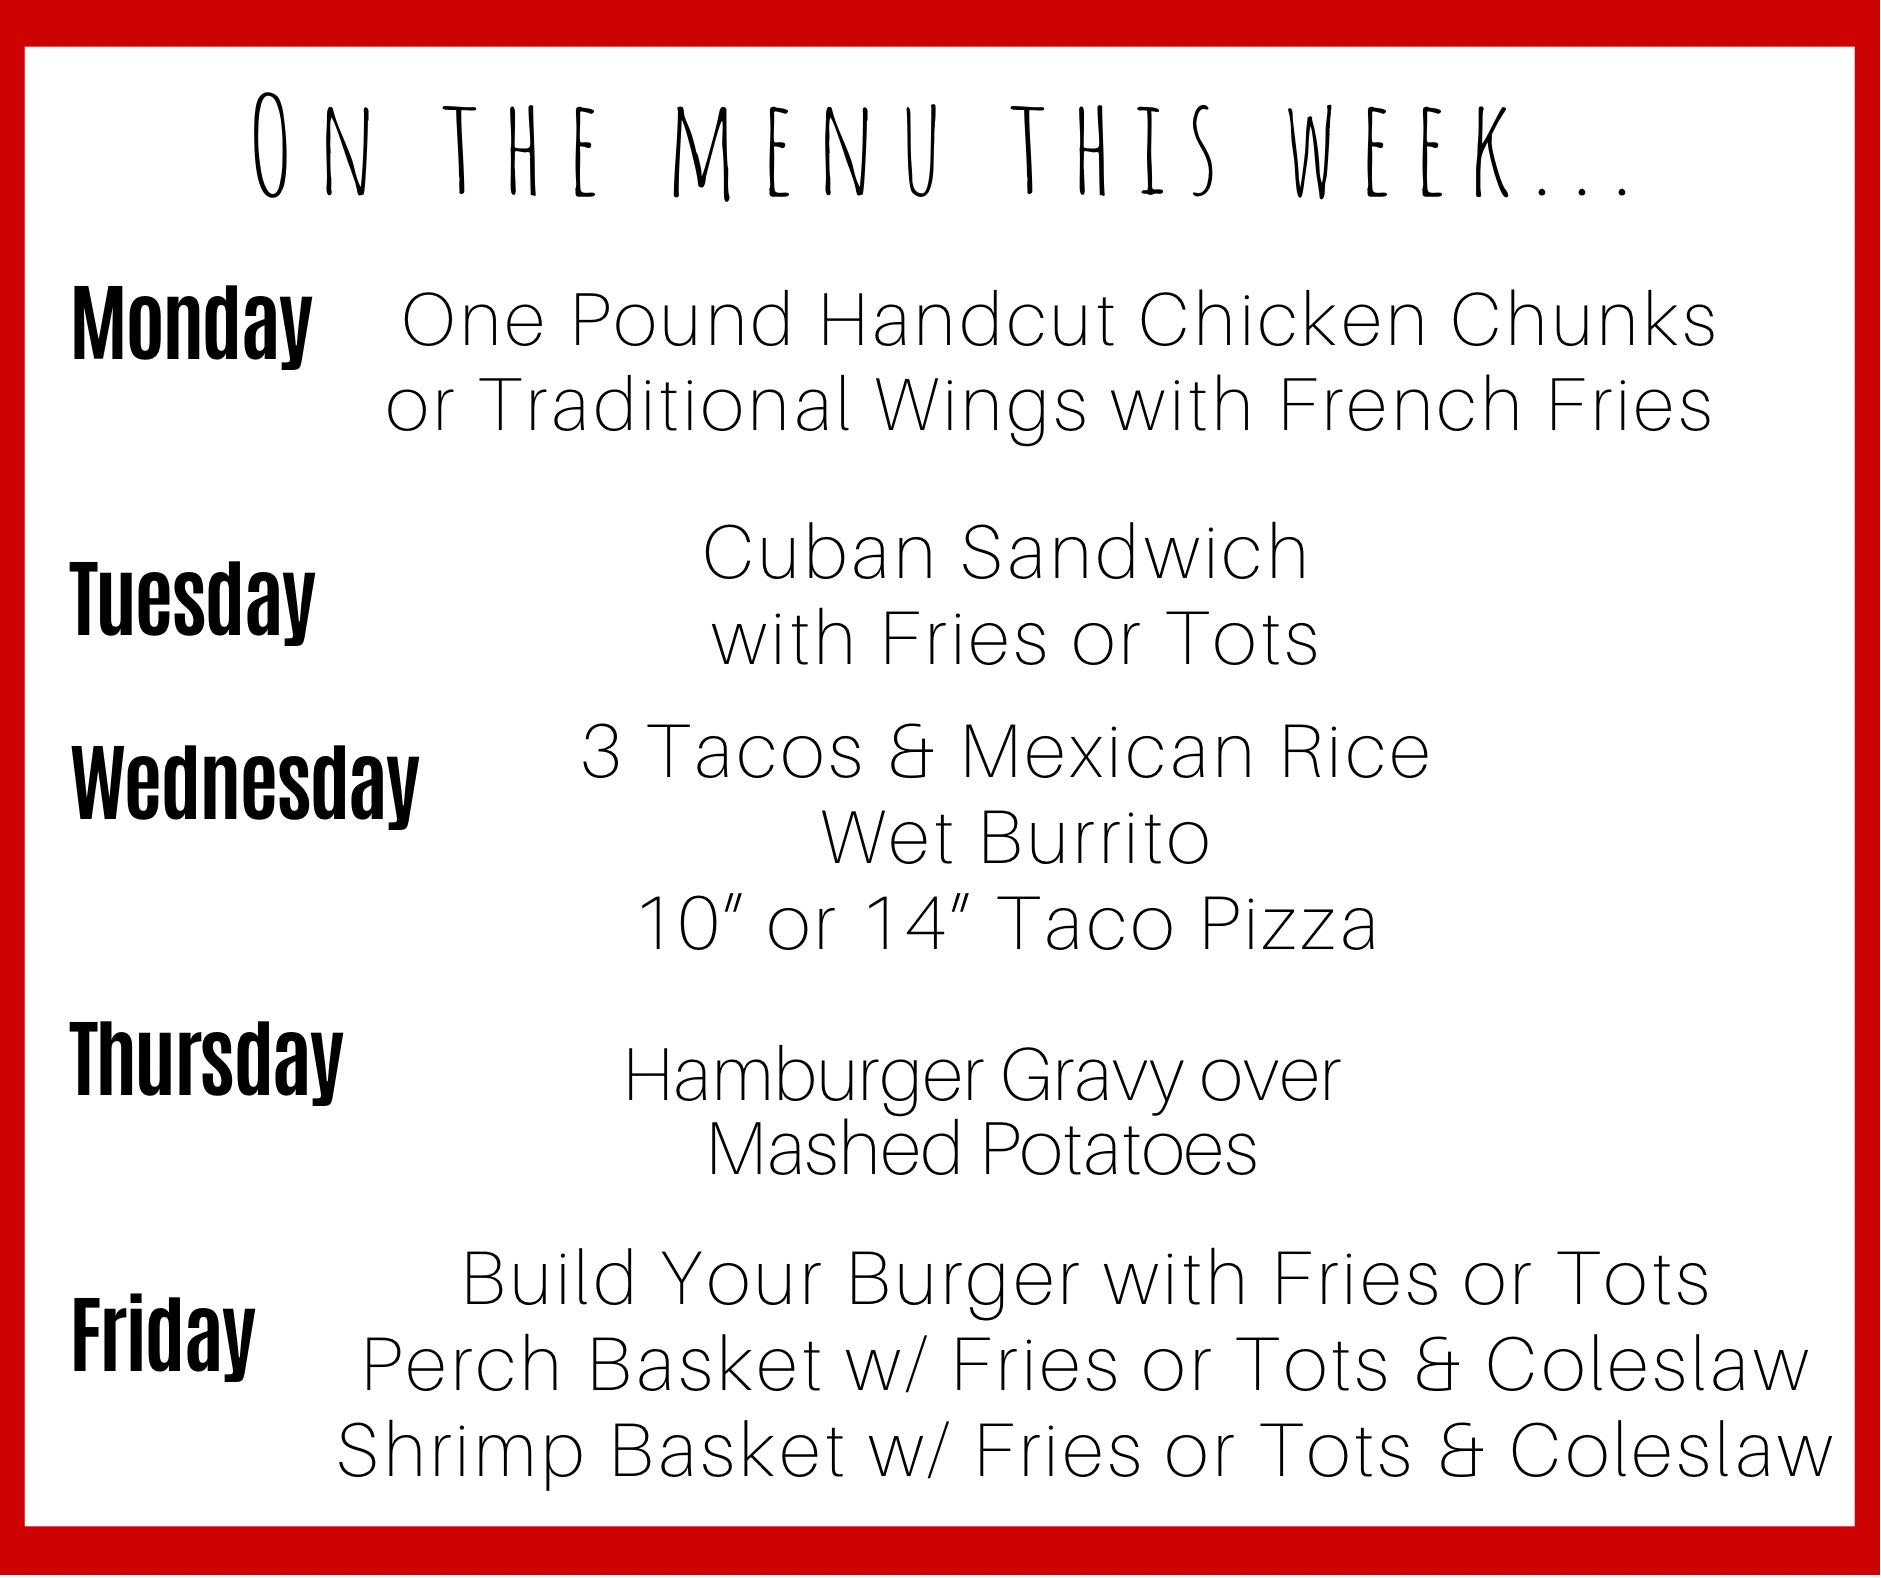 On the menu this week...
Monday
One Pound Handcut Chicken Chunks
or Traditional Wings with French Fries
Tuesday
Cuban Sandwich
with Fries or Tots
Wednesday
3 Tacos & Mexican Rice
Wet Burrito
10” or 14” Taco Pizza
Thursday
Hamburger Gravy over
Mashed Potatoes
Friday
Build Your Burger with Fries or Tots
Perch Basket w/ Fries or Tots & Coleslaw
Shrimp Basket w/ Fries or Tots & Coleslaw